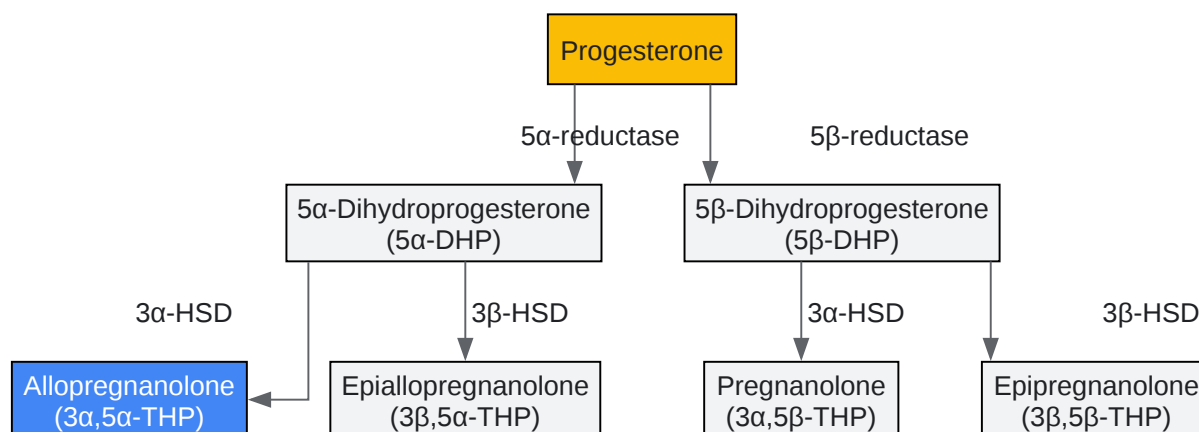 Progesterone
5α-reductase
5β-reductase
5α-Dihydroprogesterone
(5α-DHP)
5β-Dihydroprogesterone
(5β-DHP)
3α-HSD
3β-HSD
3α-HSD
3β-HSD
Allopregnanolone
(3α,5α-THP)
Epiallopregnanolone
(3β,5α-THP)
Pregnanolone
(3α,5β-THP)
Epipregnanolone
(3β,5β-THP)